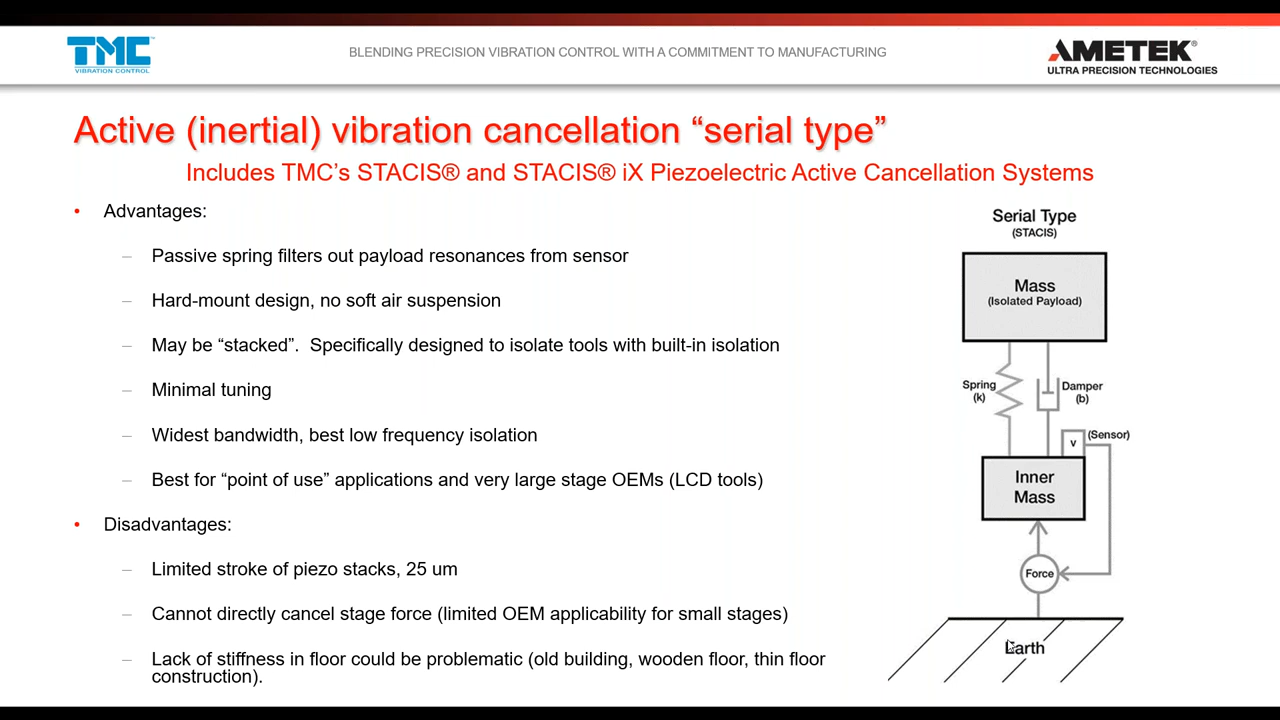 TMC™
VIBRATION CONTROL
BLENDING PRECISION VIBRATION CONTROL WITH A COMMITMENT TO MANUFACTURING
AMETEK®
ULTRA PRECISION TECHNOLOGIES
Active (inertial) vibration cancellation “serial type”
Includes TMC’s STACIS® and STACIS® iX Piezoelectric Active Cancellation Systems
• Advantages:
– Passive spring filters out payload resonances from sensor
– Hard-mount design, no soft air suspension
– May be “stacked”. Specifically designed to isolate tools with built-in isolation
– Minimal tuning
– Widest bandwidth, best low frequency isolation
– Best for “point of use” applications and very large stage OEMs (LCD tools)
• Disadvantages:
– Limited stroke of piezo stacks, 25 um
– Cannot directly cancel stage force (limited OEM applicability for small stages)
– Lack of stiffness in floor could be problematic (old building, wooden floor, thin floor
construction).
Serial Type
(STACIS)
Mass
(Isolated Payload)
Spring
(k)
Damper
(b)
v
(Sensor)
Inner
Mass
Force
Earth